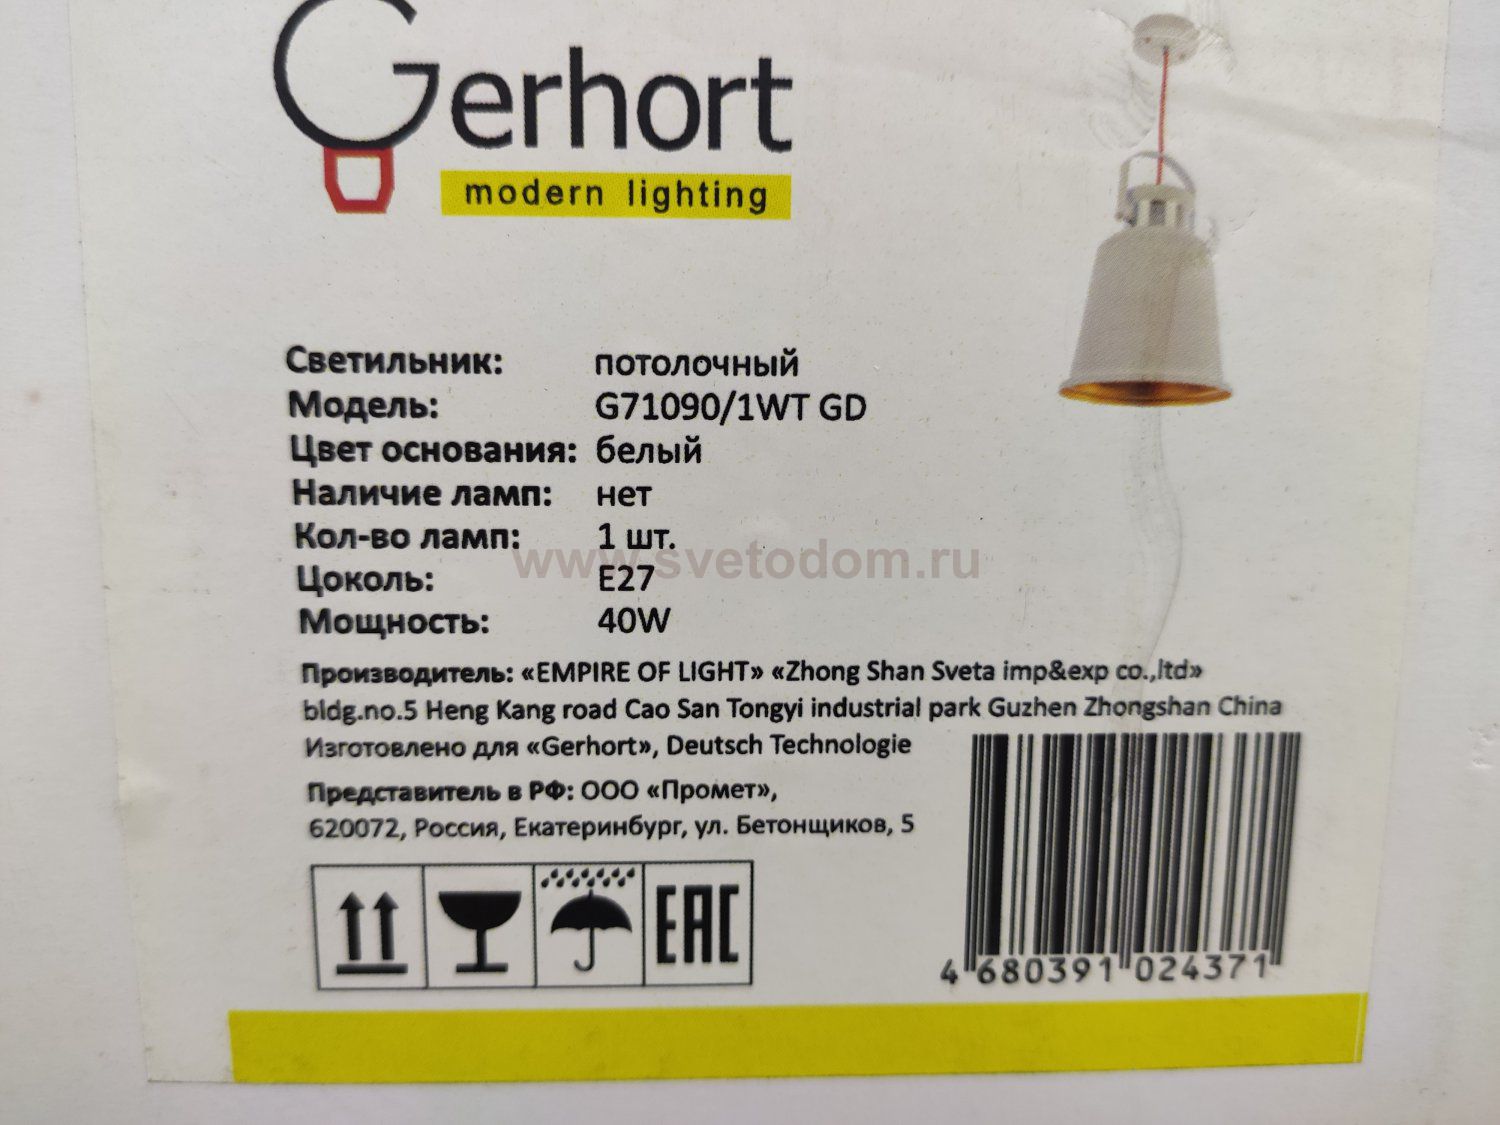 Gerhort
modern lighting
Светильник: потолочный
Модель: G71090/1WT GD
Цвет основания: белый
Наличие ламп: нет
Кол-во ламп: 1 шт.
www.svetodom.ru
Цоколь: E27
Мощность: 40W
Производитель: «EMPIRE OF LIGHT» «Zhong Shan Sveta imp&exp co.,ltd»
bldg.no.5 Heng Kang road Cao San Tongyi industrial park Guzhen Zhongshan China
Изготовлено для «Gerhort», Deutsch Technologie
Представитель в РФ: ООО «Промет»,
620072, Россия, Екатеринбург, ул. Бетонщиков, 5
EAC
4 680391 024371